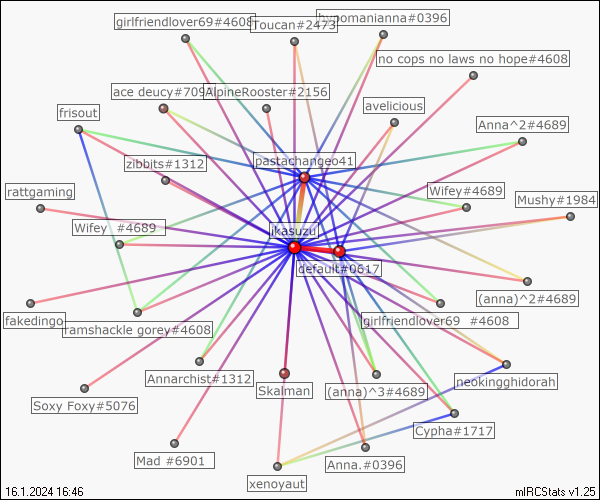 girlfriendlover69#4608
Toucan#2473
hypomanianna#0396
no cops no laws no hope#4608
ace deucy#709
AlpineRooster#2156
avelicious
frisout
Anna^2#4689
zibbits#1312
pastachangeo41
rattgaming
Wifey#4689
Mushy#1984
Wifey #4689
ikasuzu
default#0617
(anna)^2#4689
fakedingo
ramshackle gorey#4608
girlfriendlover69 #4608
Annarchist#1312
Skalman
(anna)^3#4689
neokingghidorah
Soxy Foxy#5076
Cypha#1717
Mad #6901
Anna.#0396
xenoyaut
16.1.2024 16:46
mIRCStats v1.25